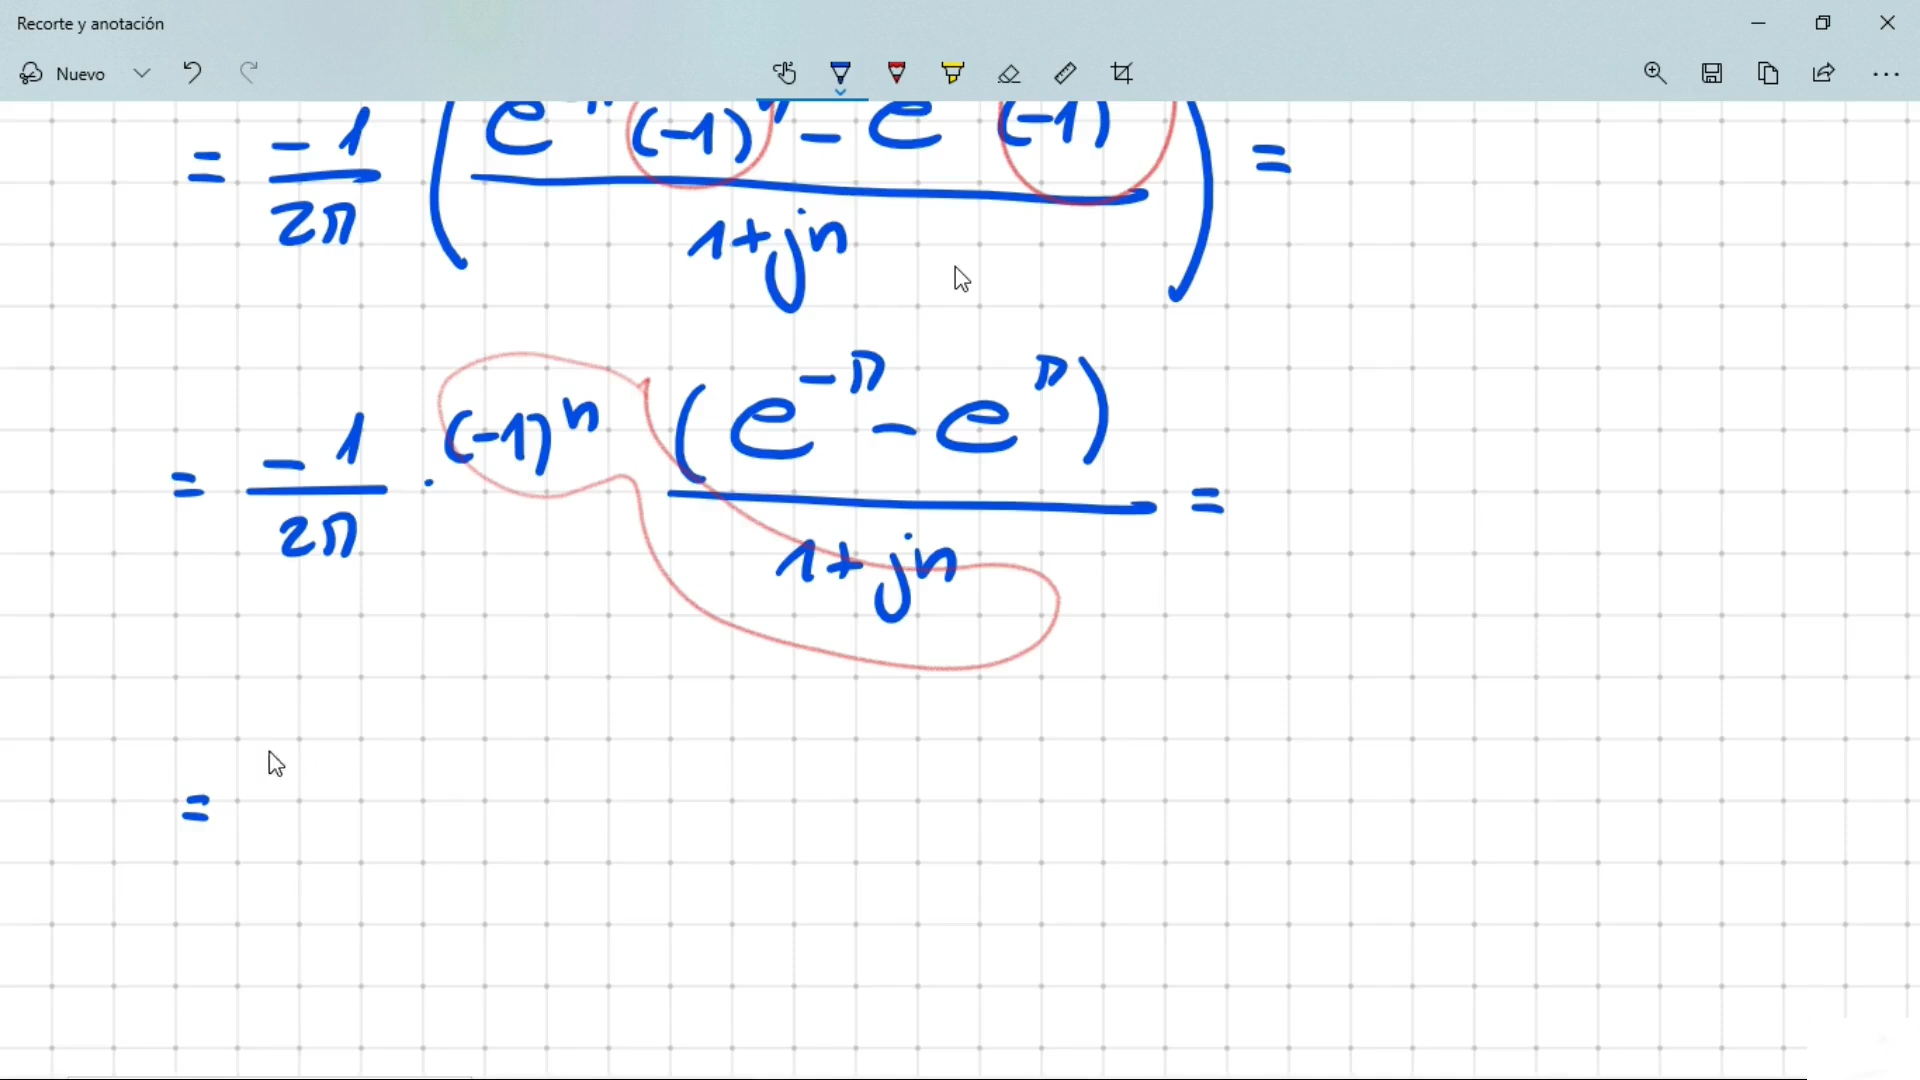 Recorte y anotación
Nuevo
= -1/2π ( (e^-π (-1)^n - e (-1)) / (1+jn) ) =
= -1/2π · (-1)^n (e^-π - e^π) / (1+jn) =
=